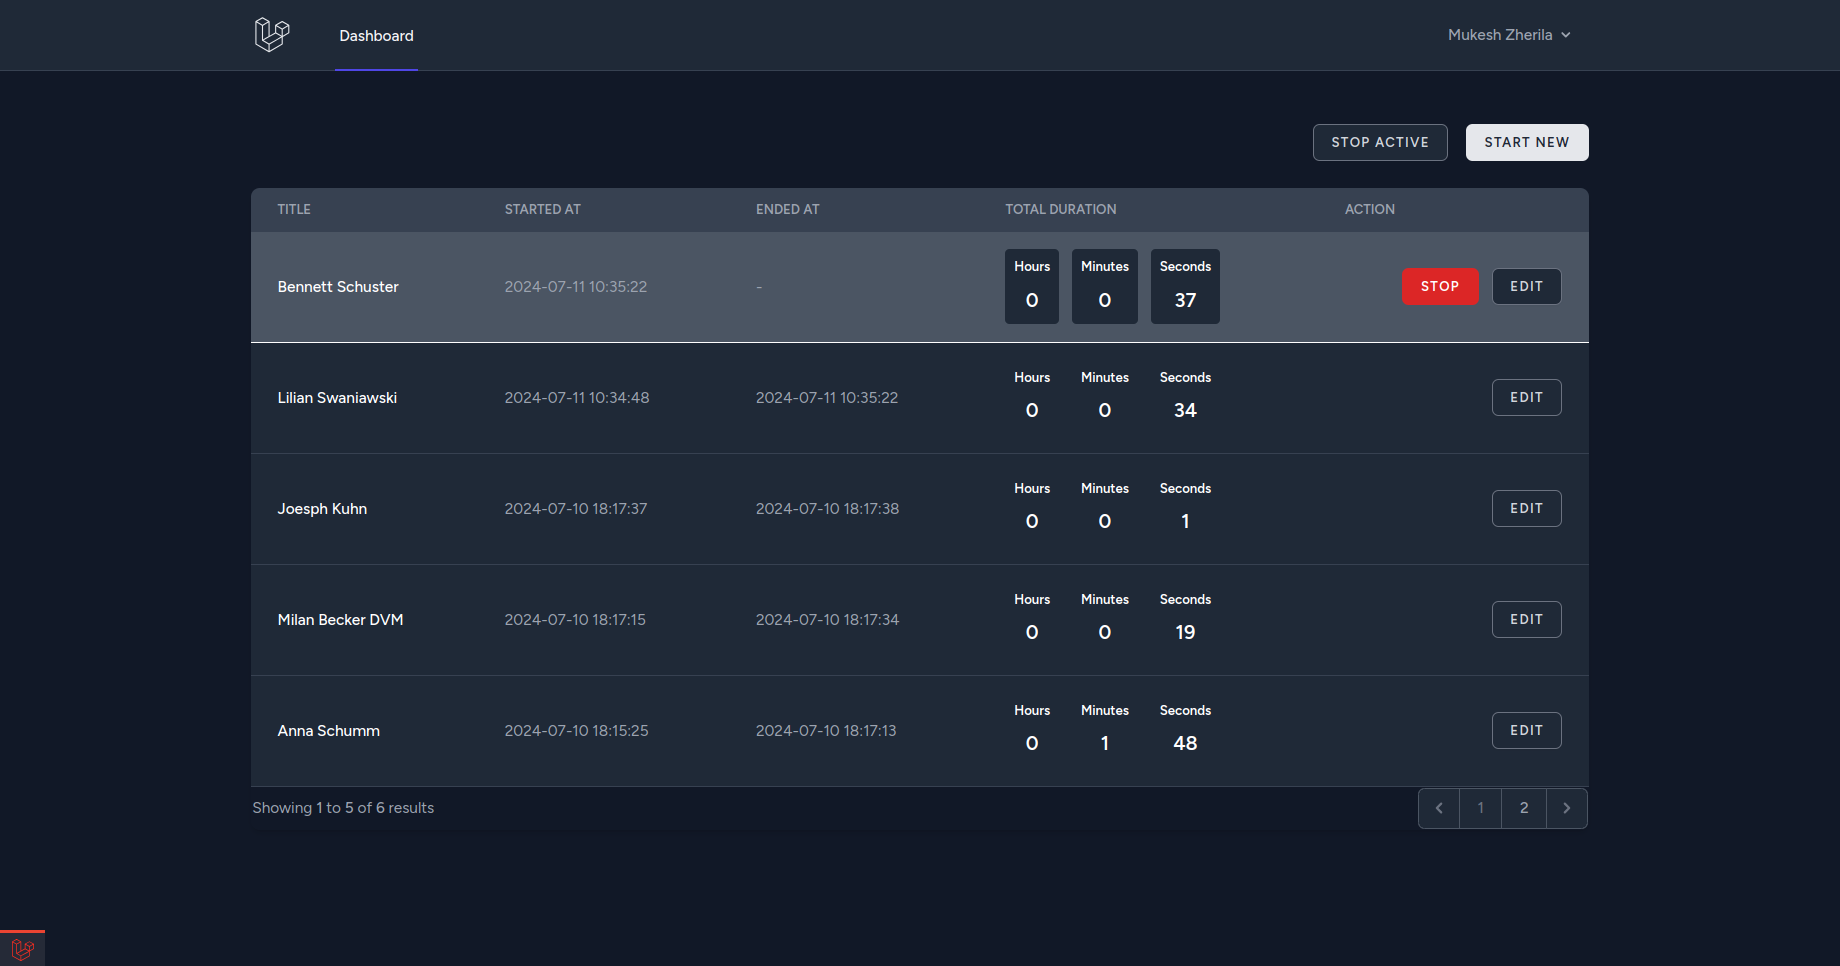 Dashboard
Mukesh Zherila
STOP ACTIVE
START NEW
TITLE STARTED AT ENDED AT TOTAL DURATION ACTION
Hours Minutes Seconds
Bennett Schuster 2024-07-11 10:35:22 - STOP EDIT
0 0 37
Hours Minutes Seconds
Lilian Swaniawski 2024-07-11 10:34:48 2024-07-11 10:35:22 EDIT
0 0 34
Hours Minutes Seconds
Joesph Kuhn 2024-07-10 18:17:37 2024-07-10 18:17:38 EDIT
0 0 1
Hours Minutes Seconds
Milan Becker DVM 2024-07-10 18:17:15 2024-07-10 18:17:34 EDIT
0 0 19
Hours Minutes Seconds
Anna Schumm 2024-07-10 18:15:25 2024-07-10 18:17:13 EDIT
0 1 48
Showing 1 to 5 of 6 results
1 2